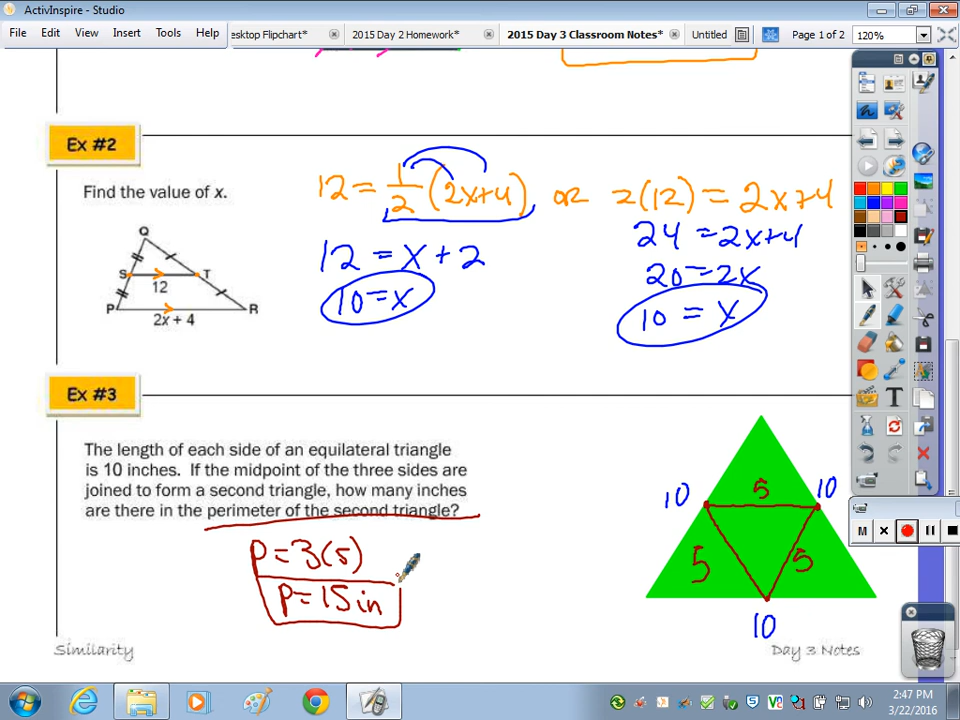 ActivInspire
File Edit View Insert Tools Help
esktop Flipchart* 2015 Day 2 Homework* 2015 Day 3 Classroom Notes* Untitled Page 1 of 2 120%
Ex #2
Find the value of x.
12 = 1/2 (2x+4) or 2(12) = 2x+4
12 = x + 2
10 = x
24 = 2x+4
20 = 2x
10 = x
Q
S T
12
P R
2x + 4
Ex #3
The length of each side of an equilateral triangle
is 10 inches. If the midpoint of the three sides are
joined to form a second triangle, how many inches
are there in the perimeter of the second triangle?
P = 3(5)
P = 15 in
10 5 10
5 5
10
Similarity Day 3 Notes
T
M
2:47 PM
3/22/2016